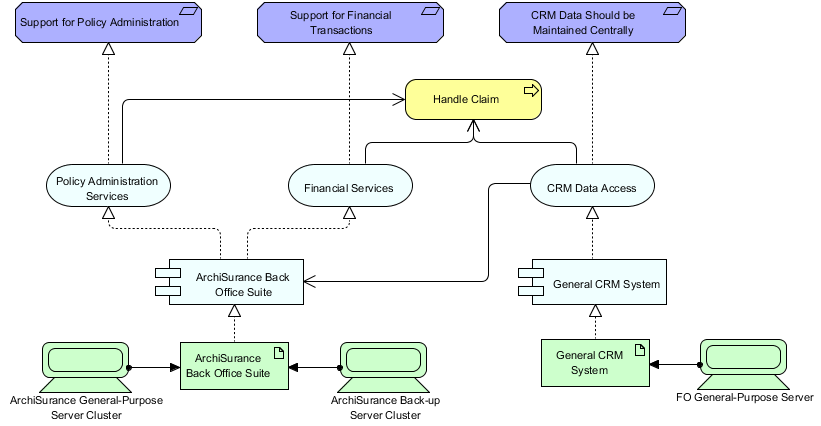 Support for Policy Administration
Support for Financial
Transactions
CRM Data Should be
Maintained Centrally
Handle Claim
Policy Administration
Services
Financial Services
CRM Data Access
ArchiSurance Back
Office Suite
General CRM System
ArchiSurance
Back Office Suite
General CRM
System
ArchiSurance General-Purpose
Server Cluster
ArchiSurance Back-up
Server Cluster
FO General-Purpose Server